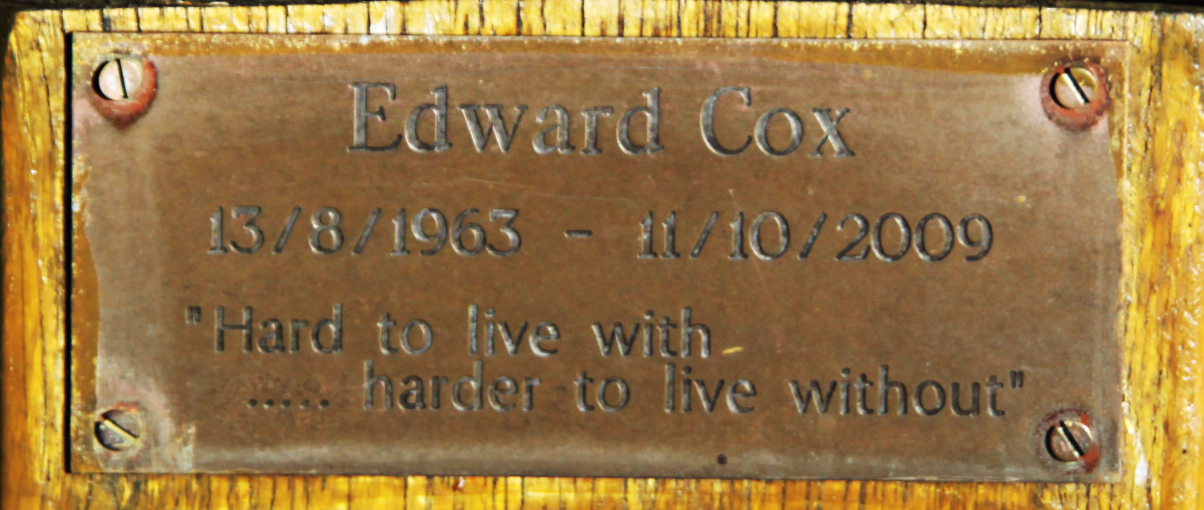 Edward Cox
13/8/1963 - 11/10/2009
"Hard to live with
..... harder to live without"